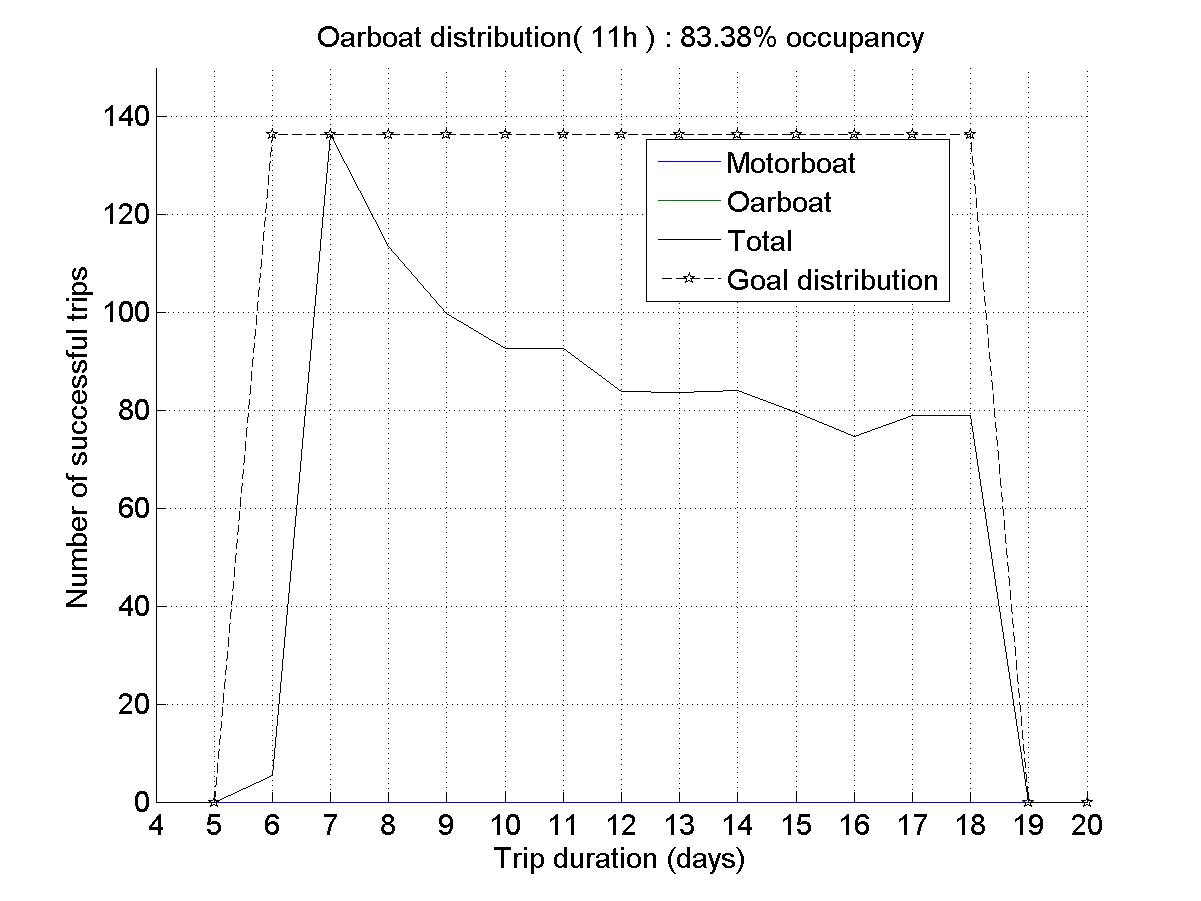 Oarboat distribution( 11h ) : 83.38% occupancy
140
120
100
80
60
40
20
0
Number of successful trips
Motorboat
Oarboat
Total
Goal distribution
4 5 6 7 8 9 10 11 12 13 14 15 16 17 18 19 20
Trip duration (days)